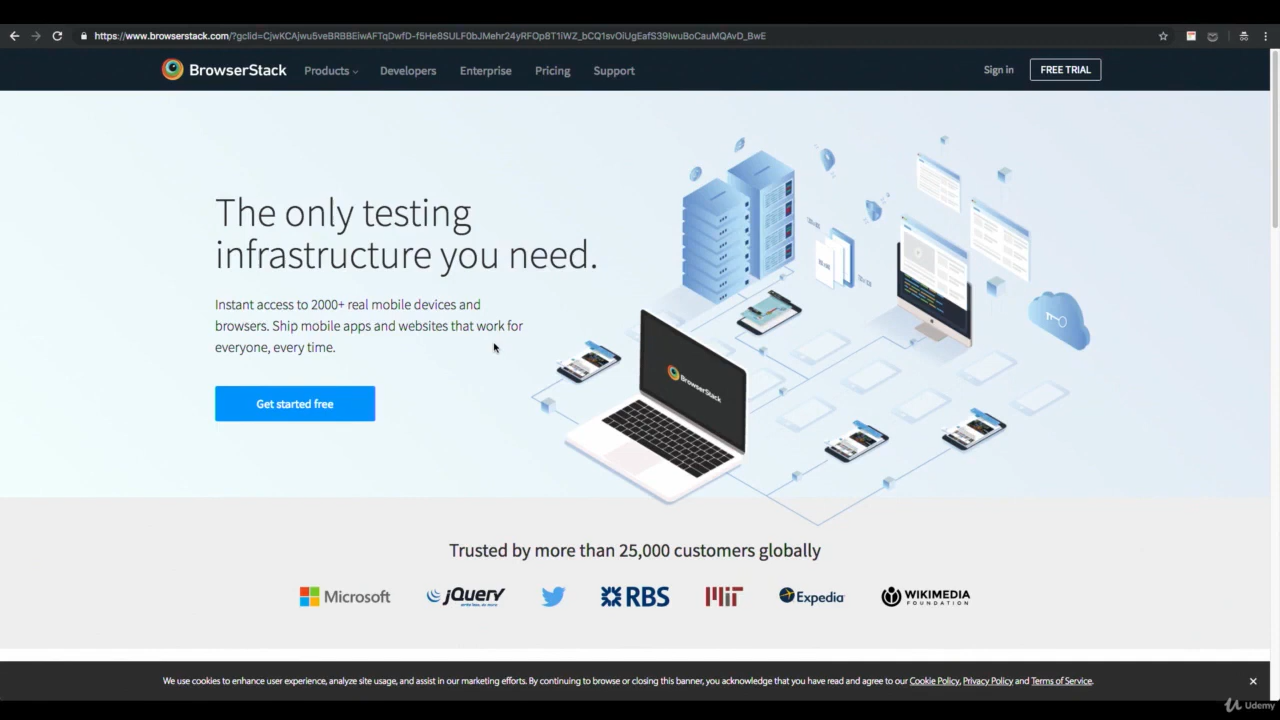 https://www.browserstack.com/?gclid=CjwKCAjwu5veBRBBEiwAFTqDwfD-f5He8SULF0bJMehr24yRFOp8T1iWZ_bCQ1svOiUgEafS39IwuBoCauMQAvD_BwE
BrowserStack Products Developers Enterprise Pricing Support Sign in FREE TRIAL
The only testing
infrastructure you need.
Instant access to 2000+ real mobile devices and
browsers. Ship mobile apps and websites that work for
everyone, every time.
BrowserStack
Get started free
Trusted by more than 25,000 customers globally
Microsoft jQuery RBS MIT Expedia WIKIMEDIA
FOUNDATION
We use cookies to enhance user experience, analyze site usage, and assist in our marketing efforts. By continuing to browse or closing this banner, you acknowledge that you have read and agree to our Cookie Policy, Privacy Policy and Terms of Service.
Udemy